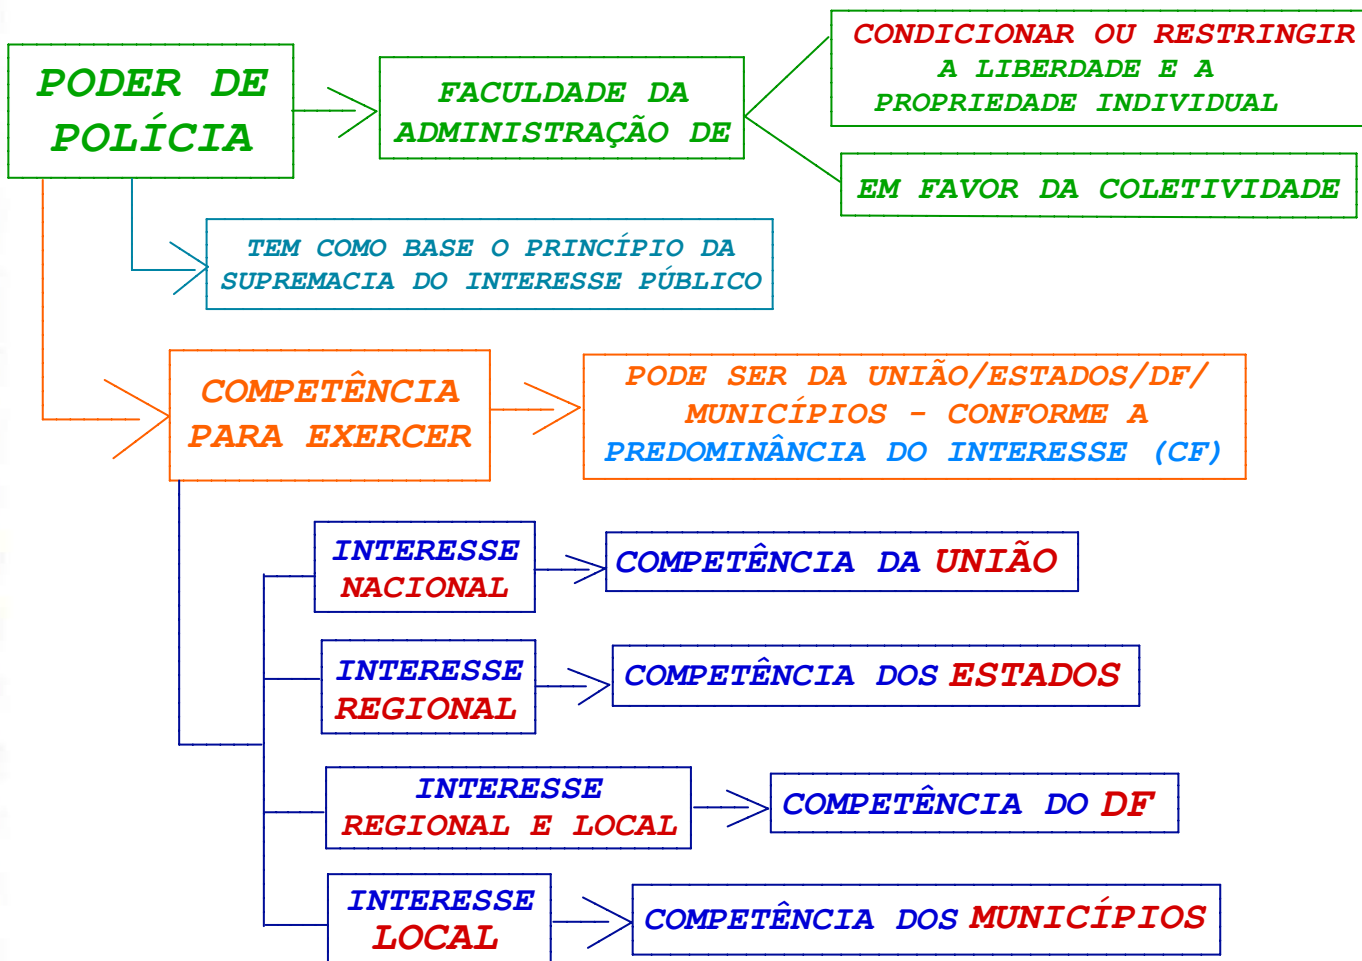 PODER DE
POLÍCIA
FACULDADE DA
ADMINISTRAÇÃO DE
CONDICIONAR OU RESTRINGIR
A LIBERDADE E A
PROPRIEDADE INDIVIDUAL
EM FAVOR DA COLETIVIDADE
TEM COMO BASE O PRINCÍPIO DA
SUPREMACIA DO INTERESSE PÚBLICO
COMPETÊNCIA
PARA EXERCER
PODE SER DA UNIÃO/ESTADOS/DF/
MUNICÍPIOS - CONFORME A
PREDOMINÂNCIA DO INTERESSE (CF)
INTERESSE
NACIONAL
COMPETÊNCIA DA UNIÃO
INTERESSE
REGIONAL
COMPETÊNCIA DOS ESTADOS
INTERESSE
REGIONAL E LOCAL
COMPETÊNCIA DO DF
INTERESSE
LOCAL
COMPETÊNCIA DOS MUNICÍPIOS